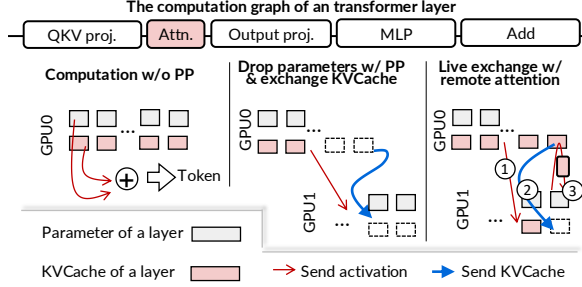 The computation graph of an transformer layer
QKV proj.
Attn.
Output proj.
MLP
Add
Computation w/o PP
Drop parameters w/ PP
& exchange KVCache
Live exchange w/
remote attention
GPU0
...
+
Token
GPU0
...
GPU1
...
GPU0
...
1
2
3
GPU1
...
Parameter of a layer
KVCache of a layer
Send activation
Send KVCache